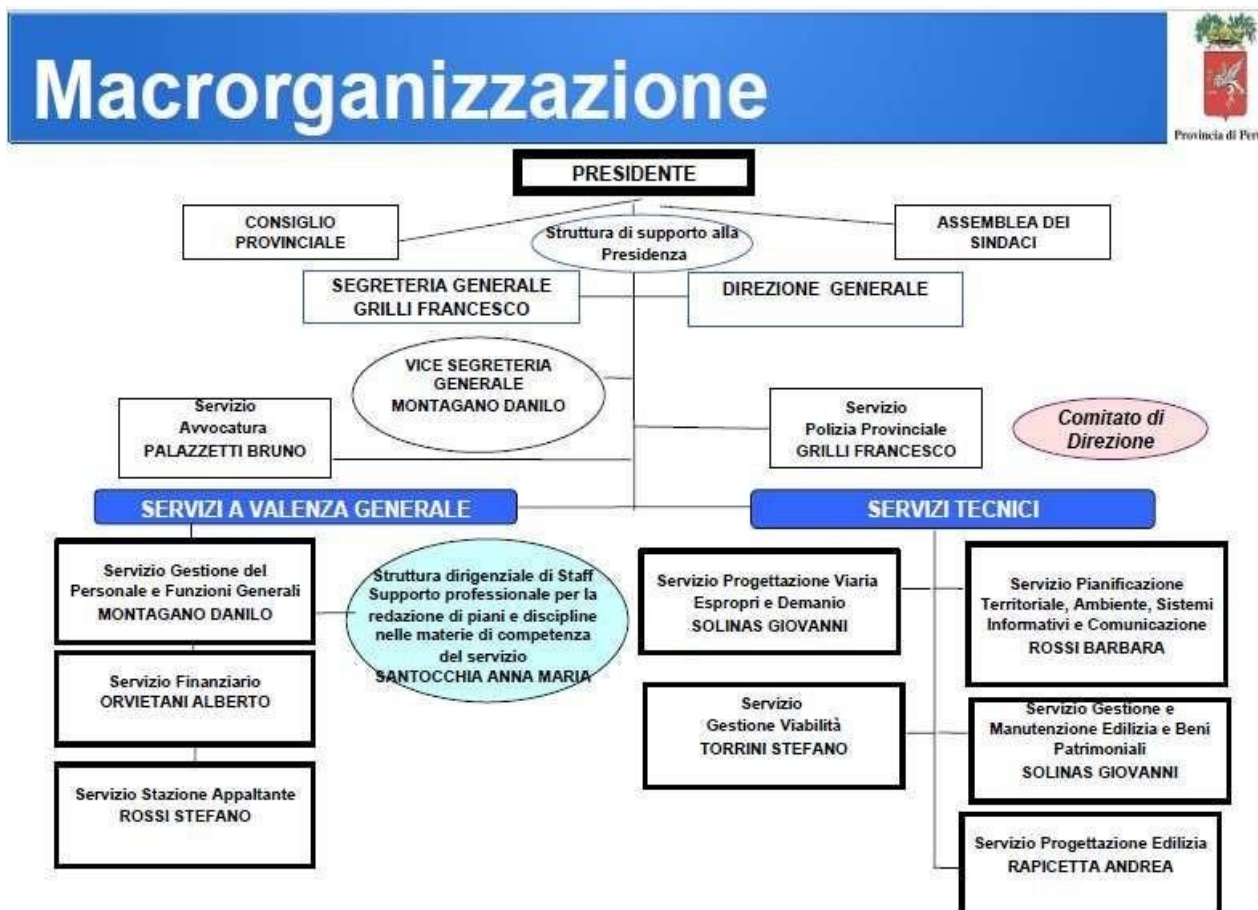 Macrorganizzazione
Provincia di
PRESIDENTE
CONSIGLIO
PROVINCIALE
Struttura di supporto alla
Presidenza
ASSEMBLEA DEI
SINDACI
SEGRETERIA GENERALE
GRILLI FRANCESCO
DIREZIONE GENERALE
VICE SEGRETERIA
GENERALE
MONTAGANO DANILO
Servizio
Avvocatura
PALAZZETTI BRUNO
Servizio
Polizia Provinciale
GRILLI FRANCESCO
Comitato di
Direzione
SERVIZI A VALENZA GENERALE
SERVIZI TECNICI
Servizio Gestione del
Personale e Funzioni Generali
MONTAGANO DANILO
Struttura dirigenziale di Staff
Supporto professionale per la
redazione di piani e discipline
nelle materie di competenza
del servizio
SANTOCCHIA ANNA MARIA
Servizio Finanziario
ORVIETANI ALBERTO
Servizio Stazione Appaltante
ROSSI STEFANO
Servizio Progettazione Viaria
Espropri e Demanio
SOLINAS GIOVANNI
Servizio Pianificazione
Territoriale, Ambiente, Sistemi
Informativi e Comunicazione
ROSSI BARBARA
Servizio
Gestione Viabilità
TORRINI STEFANO
Servizio Gestione e
Manutenzione Edilizia e Beni
Patrimoniali
SOLINAS GIOVANNI
Servizio Progettazione Edilizia
RAPICETTA ANDREA